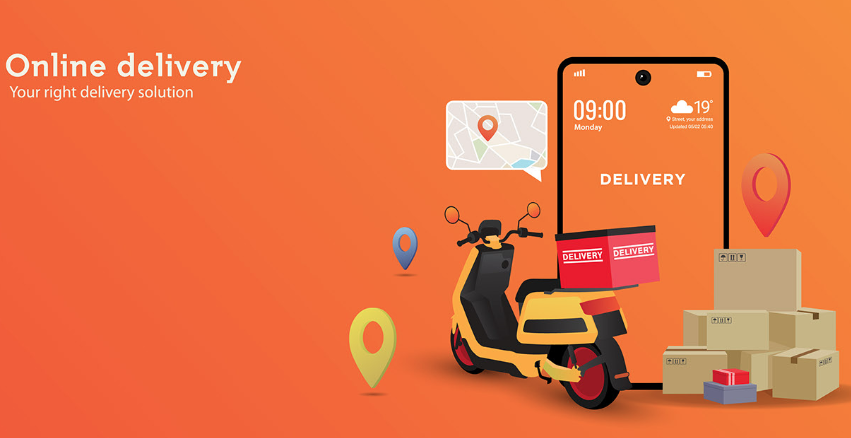 Online delivery
Your right delivery solution
09:00
Monday
19°
Street, your address
DELIVERY
DELIVERY
DELIVERY